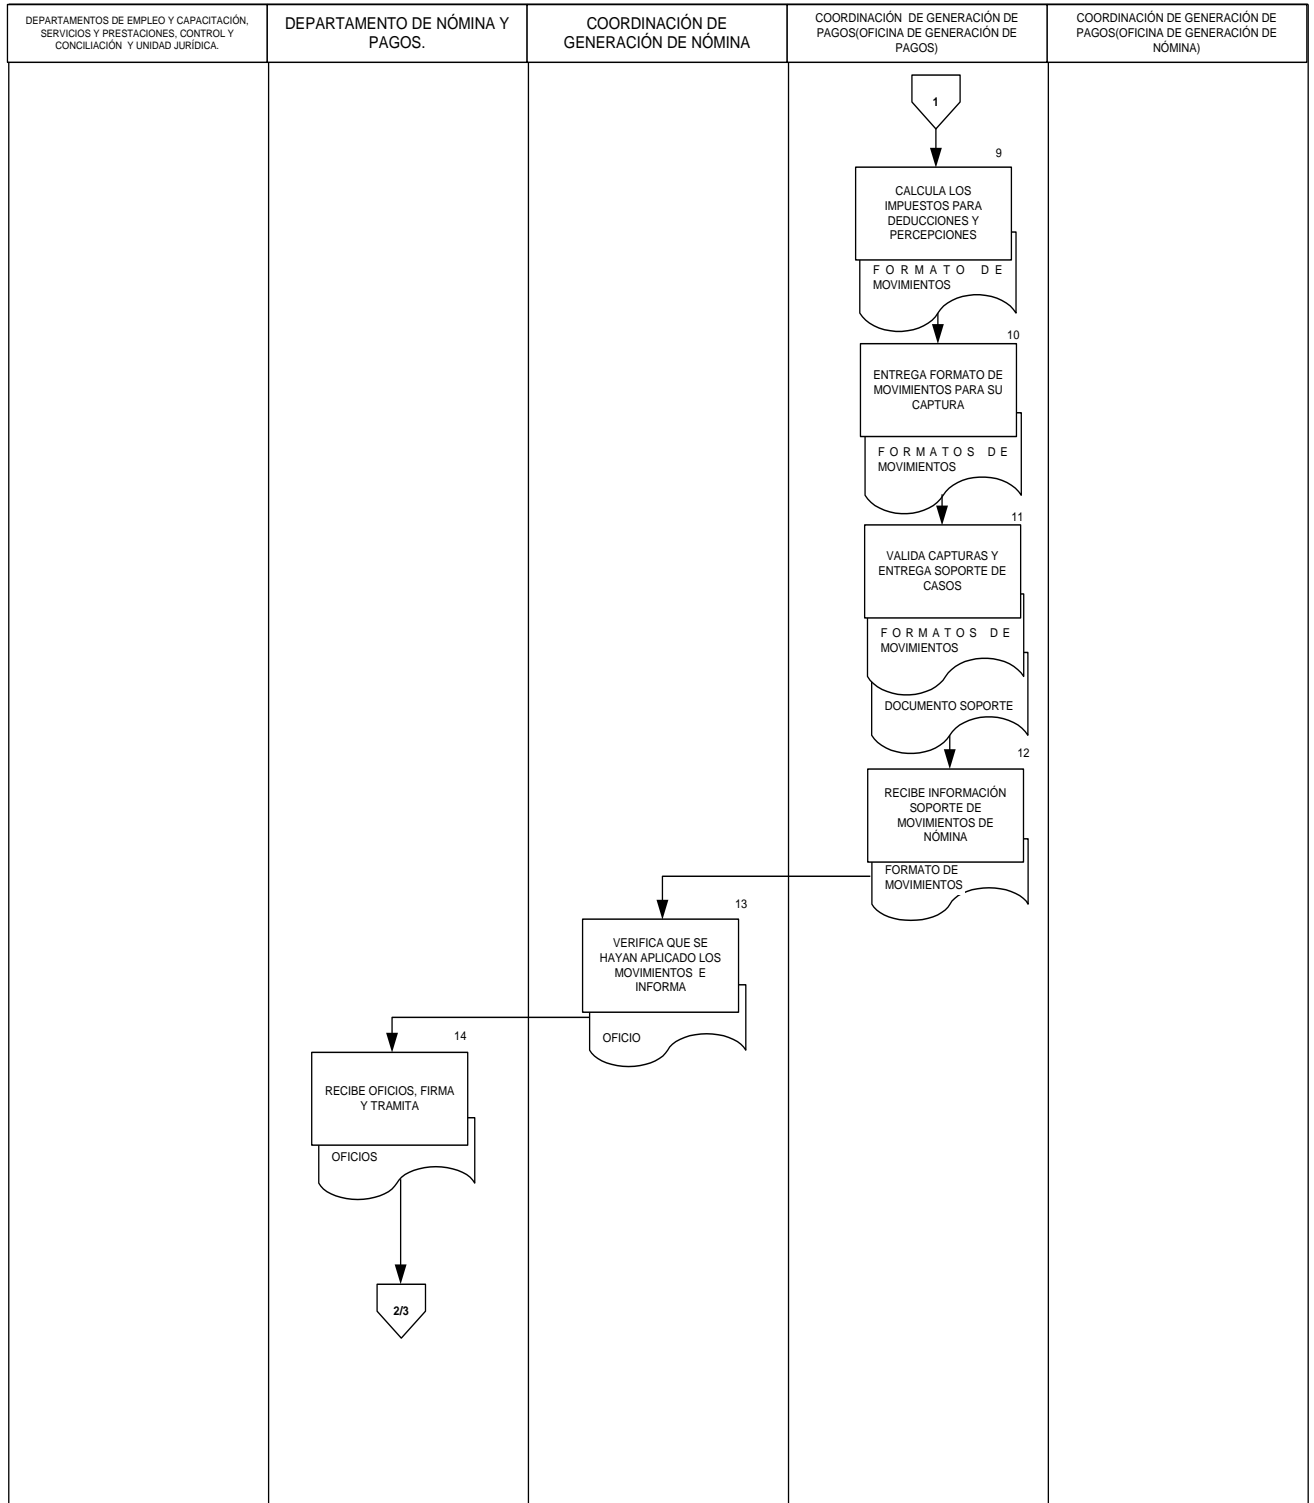 DEPARTAMENTOS DE EMPLEO Y CAPACITACIÓN,
SERVICIOS Y PRESTACIONES, CONTROL Y
CONCILIACIÓN Y UNIDAD JURÍDICA.
DEPARTAMENTO DE NÓMINA Y
PAGOS.
COORDINACIÓN DE
GENERACIÓN DE NÓMINA
COORDINACIÓN DE GENERACIÓN DE
PAGOS(OFICINA DE GENERACIÓN DE
PAGOS)
COORDINACIÓN DE GENERACIÓN DE
PAGOS(OFICINA DE GENERACIÓN DE
NÓMINA)
1
9
CALCULA LOS
IMPUESTOS PARA
DEDUCCIONES Y
PERCEPCIONES
FORMATO DE
MOVIMIENTOS
10
ENTREGA FORMATO DE
MOVIMIENTOS PARA SU
CAPTURA
FORMATOS DE
MOVIMIENTOS
11
VALIDA CAPTURAS Y
ENTREGA SOPORTE DE
CASOS
FORMATOS DE
MOVIMIENTOS
DOCUMENTO SOPORTE
12
RECIBE INFORMACIÓN
SOPORTE DE
MOVIMIENTOS DE
NÓMINA
FORMATO DE
MOVIMIENTOS
13
VERIFICA QUE SE
HAYAN APLICADO LOS
MOVIMIENTOS E
INFORMA
OFICIO
14
RECIBE OFICIOS, FIRMA
Y TRAMITA
OFICIOS
2/3